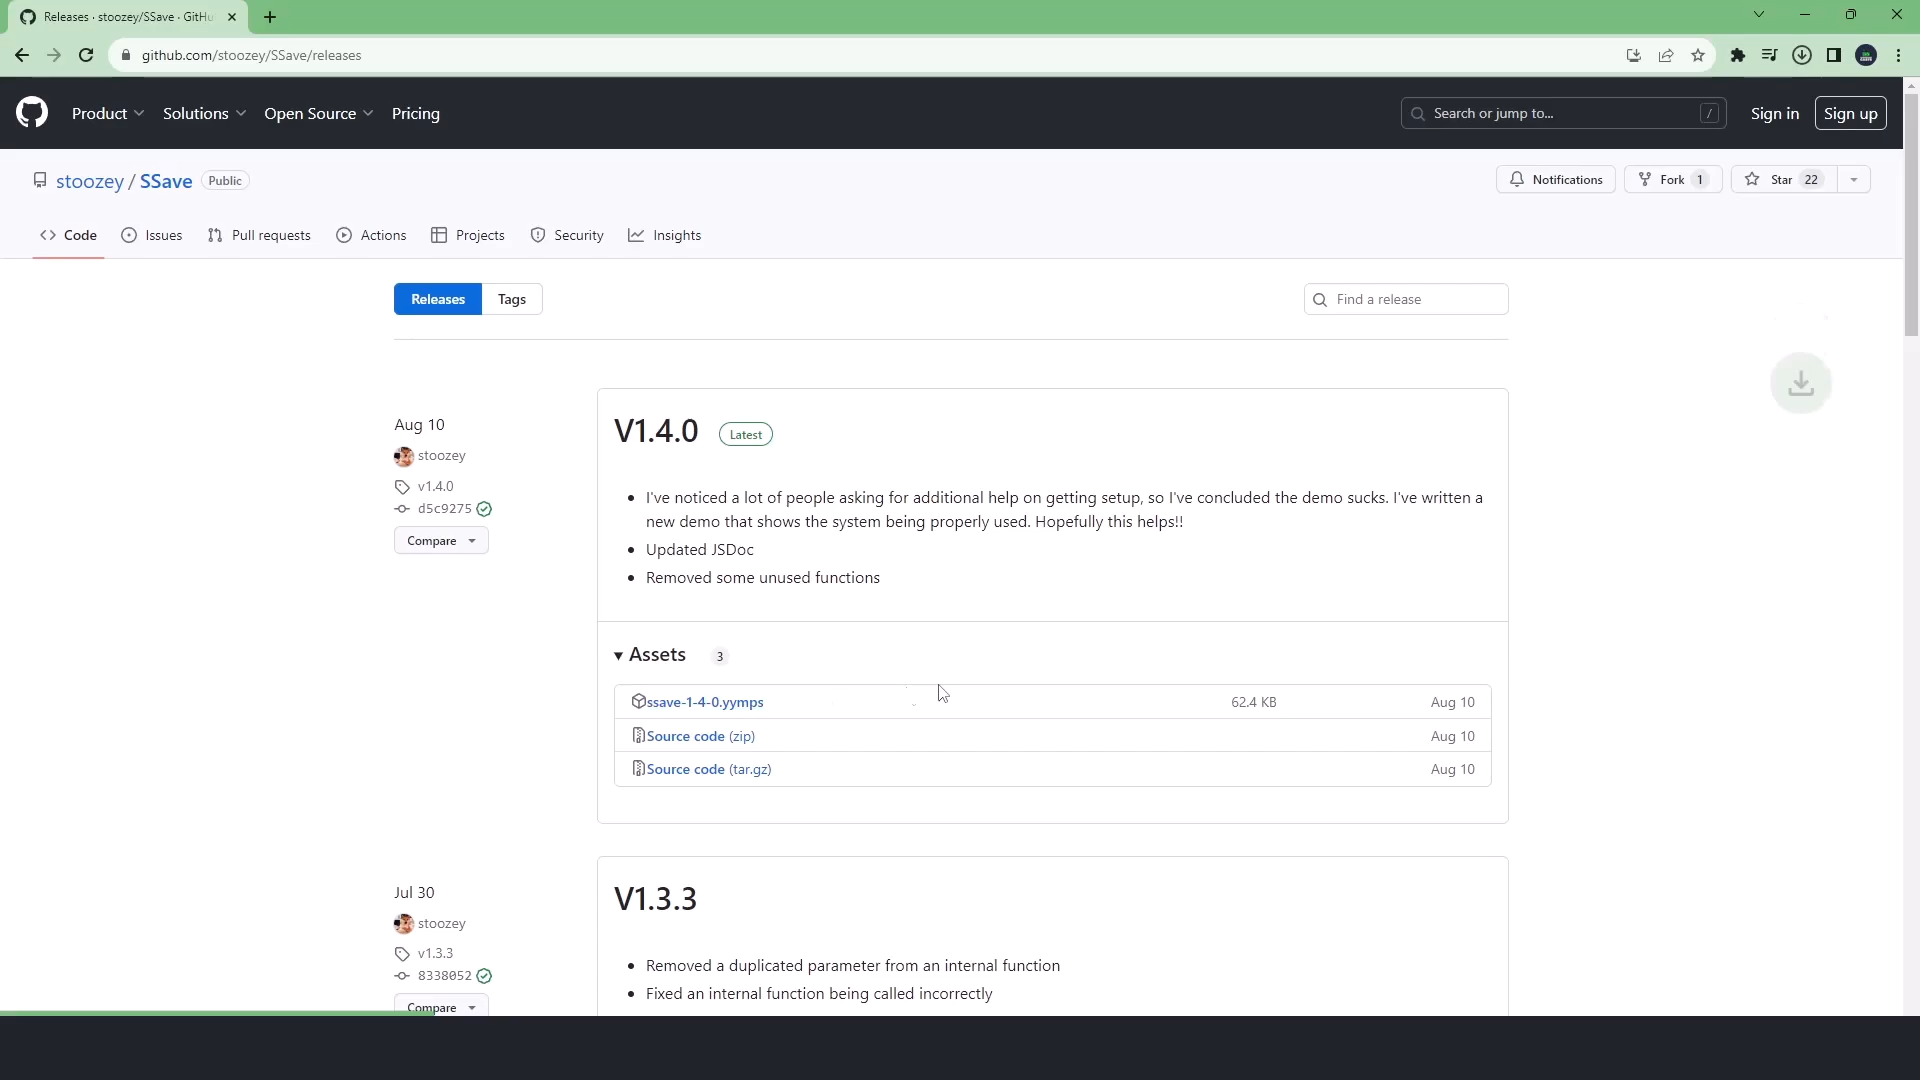 Releases · stoozey/SSave · GitHu
github.com/stoozey/SSave/releases
Product
Solutions
Open Source
Pricing
Search or jump to...
/
Sign in
Sign up
stoozey / SSave
Public
Notifications
Fork 1
Star 22
Code
Issues
Pull requests
Actions
Projects
Security
Insights
Releases
Tags
Find a release
Aug 10
stoozey
v1.4.0
d5c9275
Compare
V1.4.0
Latest
I've noticed a lot of people asking for additional help on getting setup, so I've concluded the demo sucks. I've written a
new demo that shows the system being properly used. Hopefully this helps!!
Updated JSDoc
Removed some unused functions
Assets 3
ssave-1-4-0.yymps 62.4 KB Aug 10
Source code (zip) Aug 10
Source code (tar.gz) Aug 10
Jul 30
stoozey
v1.3.3
8338052
Compare
V1.3.3
Removed a duplicated parameter from an internal function
Fixed an internal function being called incorrectly